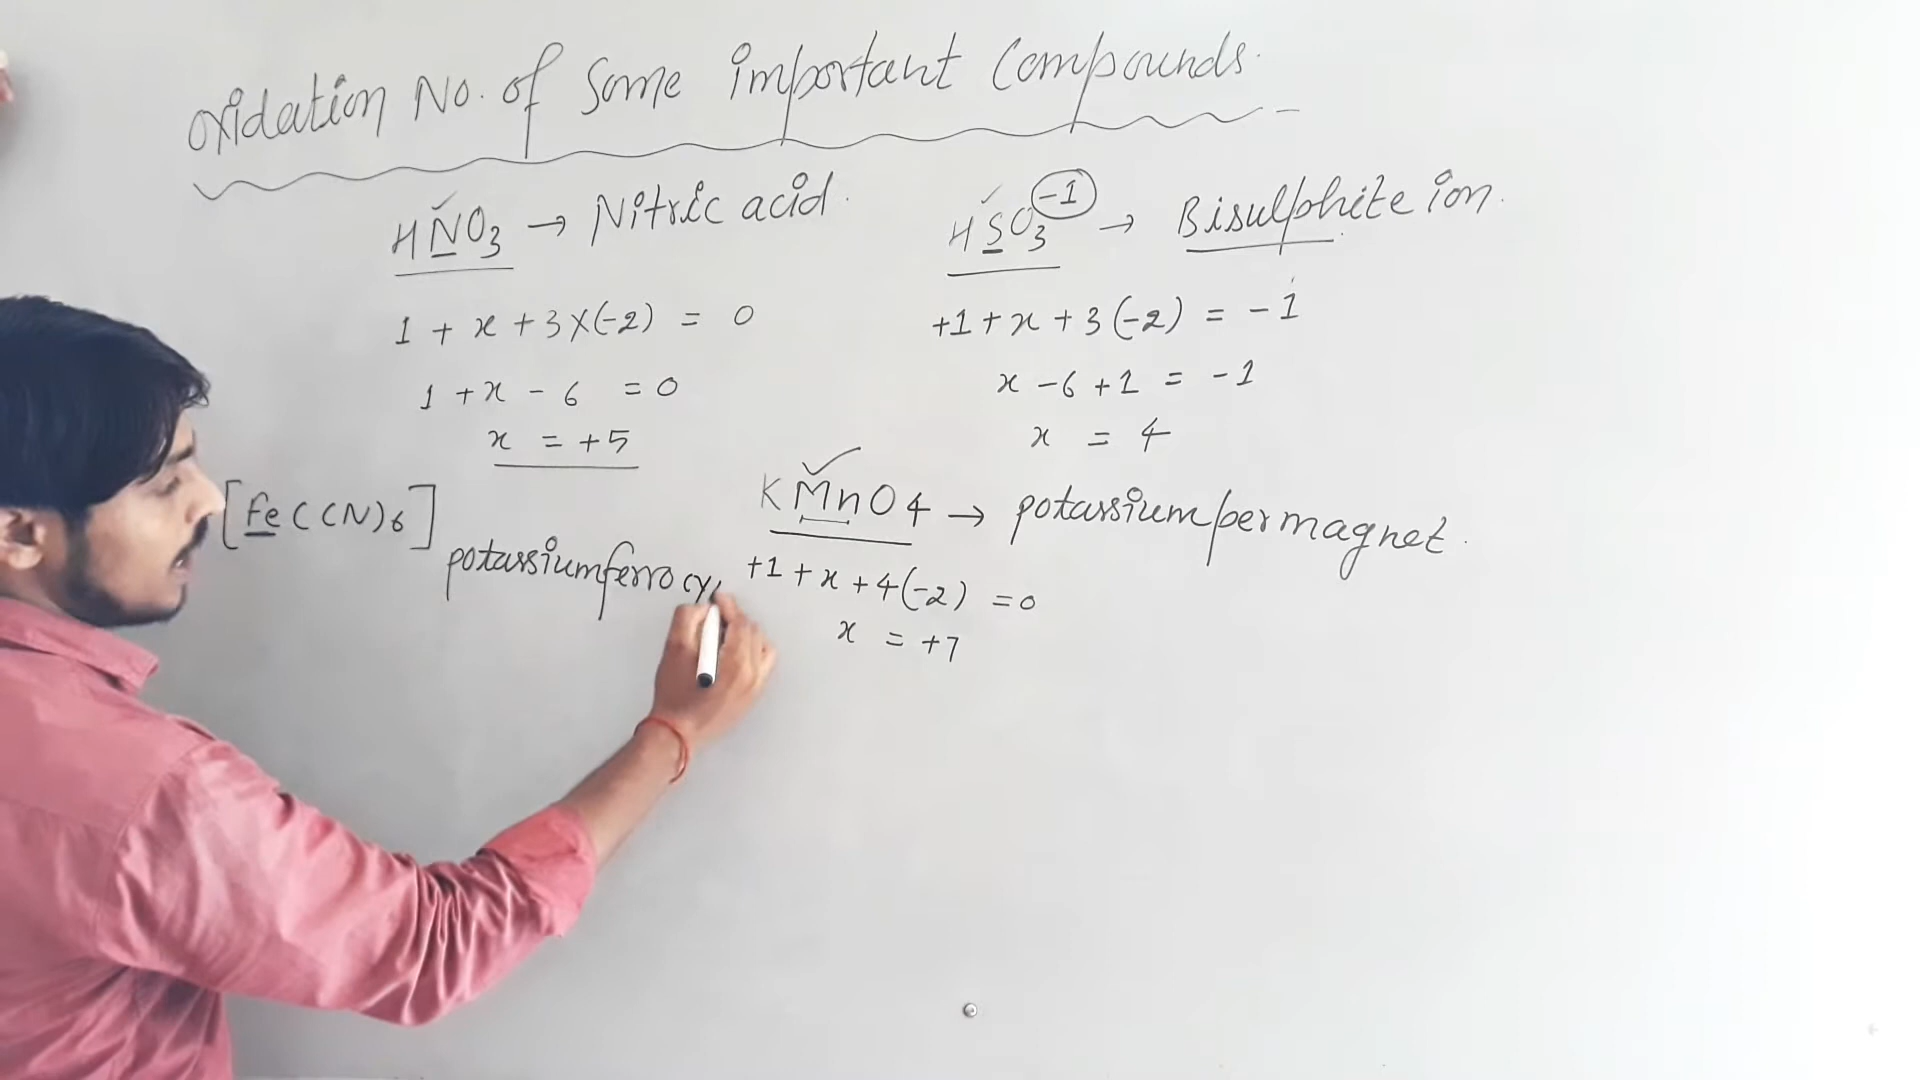 Oxidation No. of Some important Compounds.
HNO3 → Nitric acid.
1 + x + 3×(-2) = 0
1 + x - 6 = 0
x = +5
HSO3 -1 → Bisulphite ion.
+1 + x + 3(-2) = -1
x - 6 + 1 = -1
x = 4
[Fe(CN)6]
potassium ferrocy
KMnO4 → potassium permagnet.
+1 + x + 4(-2) = 0
x = +7